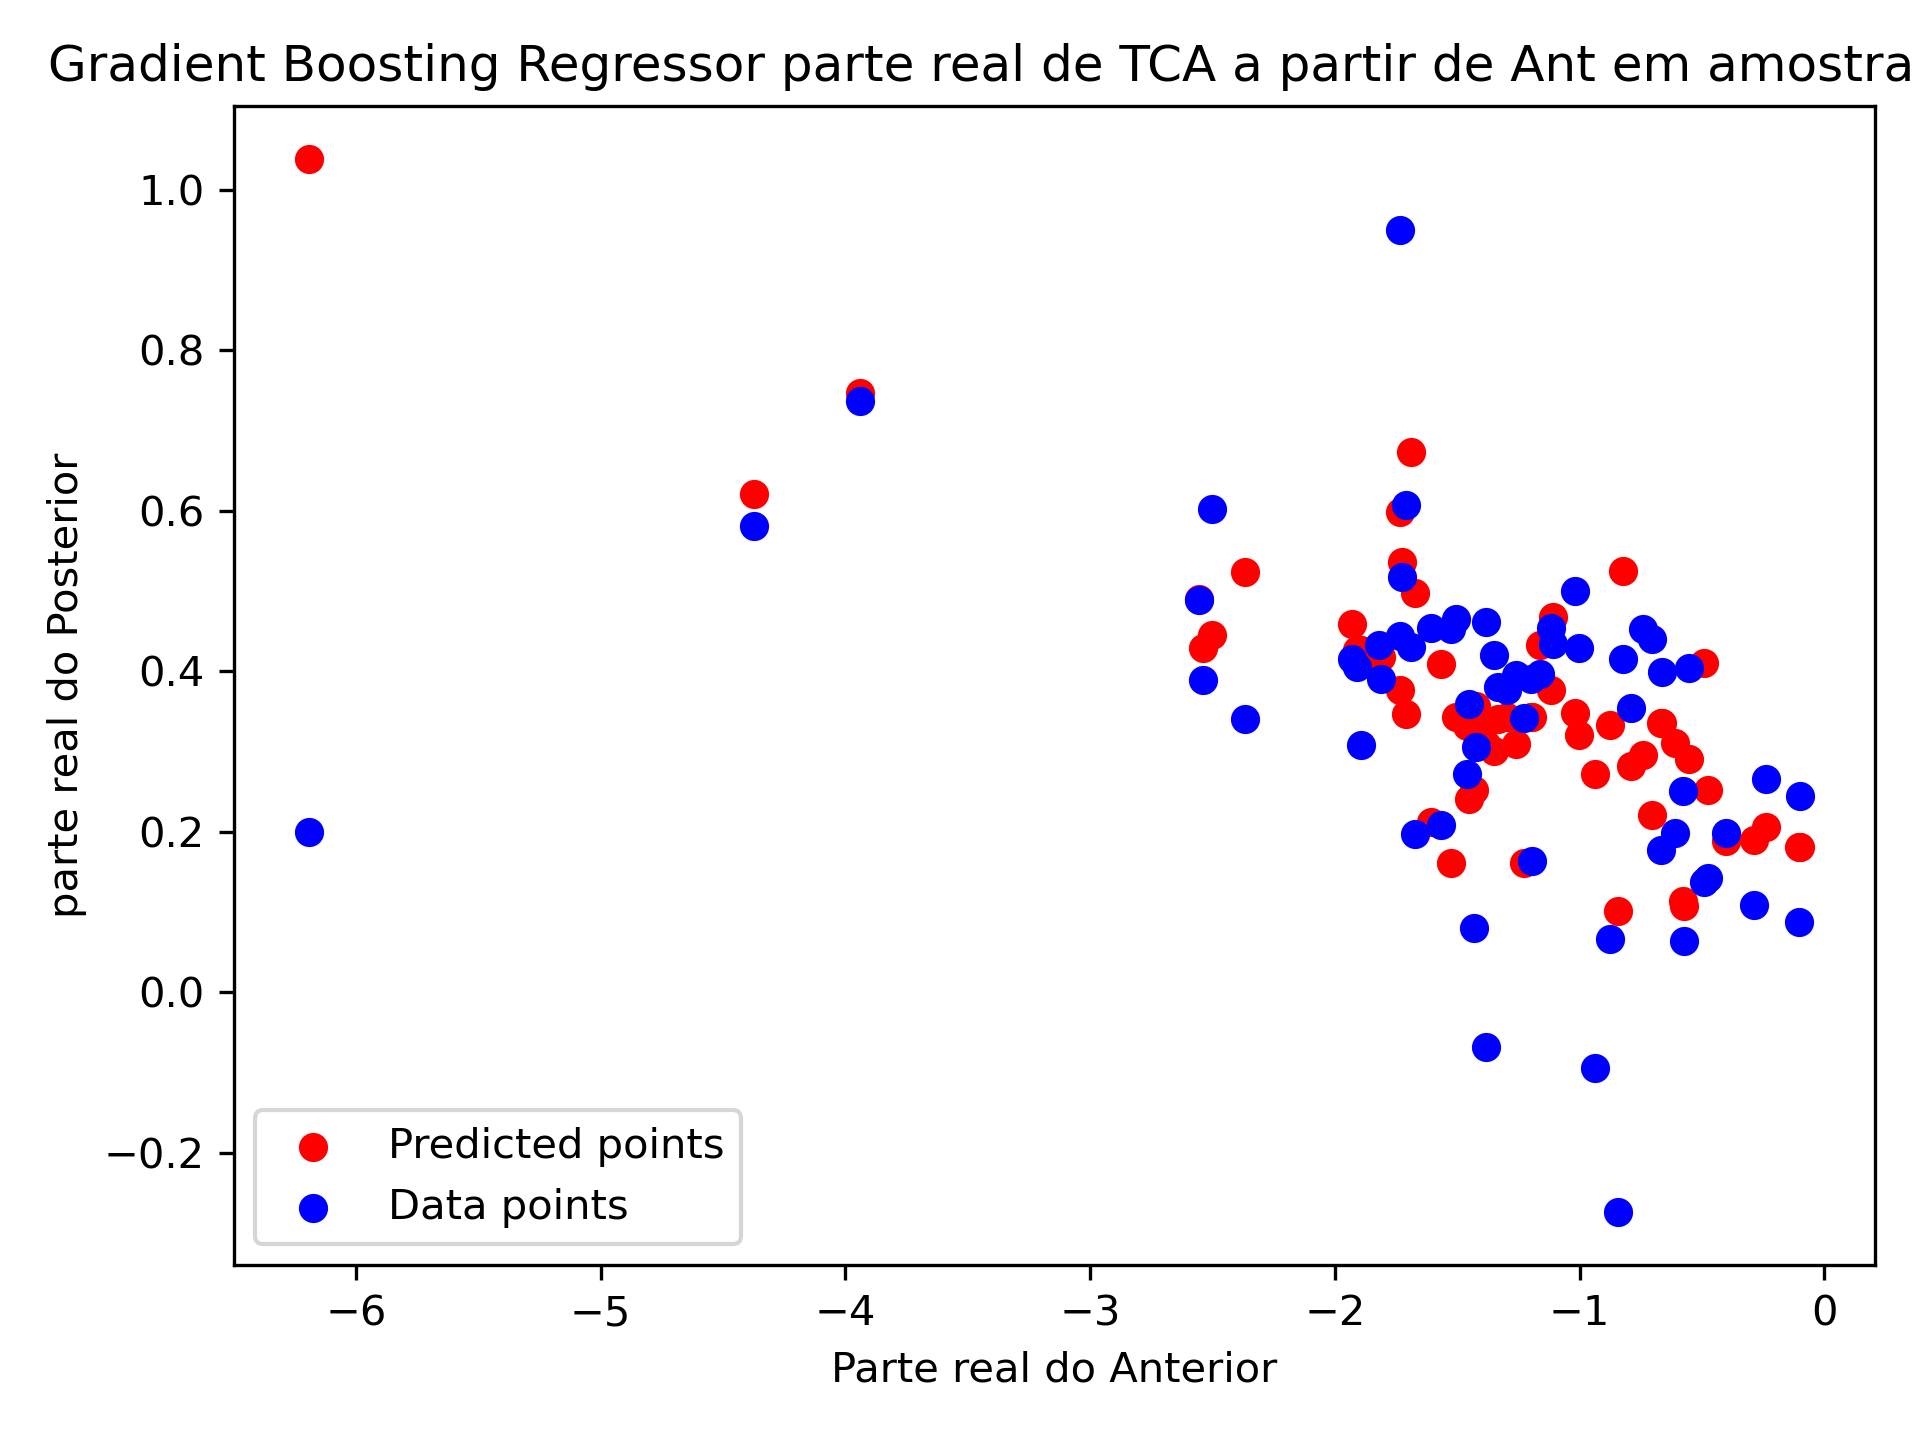 Gradient Boosting Regressor parte real de TCA a partir de Ant em amostra
1.0
0.8
0.6
0.4
0.2
0.0
−0.2
parte real do Posterior
Predicted points
Data points
−6
−5
−4
−3
−2
−1
0
Parte real do Anterior